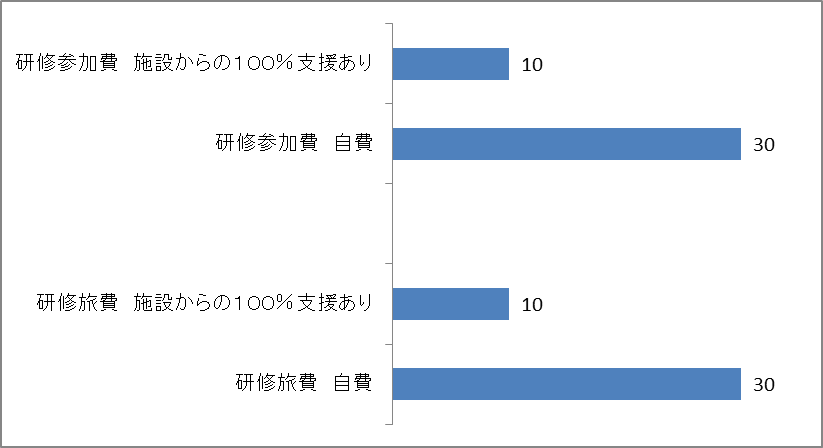 研修参加費　施設からの１００％支援あり 10
研修参加費　自費 30
研修旅費　施設からの１００％支援あり 10
研修旅費　自費 30